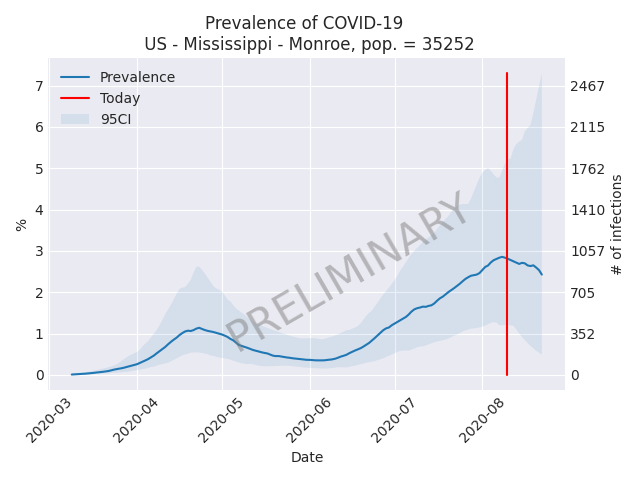 Prevalence of COVID-19
US - Mississippi - Monroe, pop. = 35252
Prevalence
Today
95CI
PRELIMINARY
%
7
6
5
4
3
2
1
0
2467
2115
1762
1410
1057
705
352
0
# of infections
2020-03
2020-04
2020-05
2020-06
2020-07
2020-08
Date